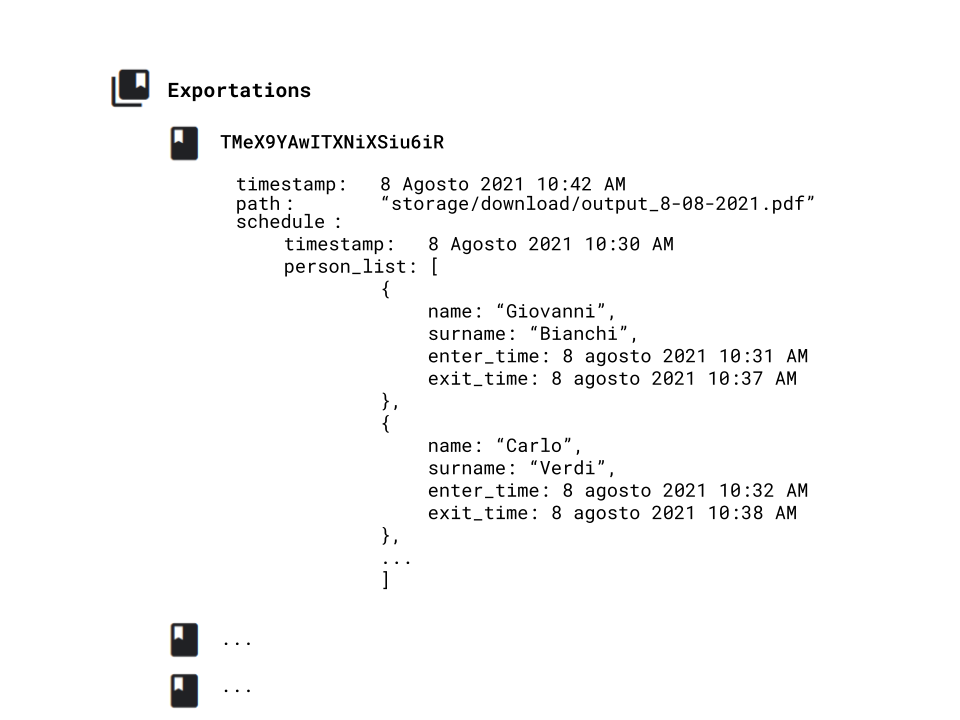 Exportations
TMeX9YAwITXNiXSiu6iR
timestamp: 8 Agosto 2021 10:42 AM
path: “storage/download/output_8-08-2021.pdf”
schedule:
timestamp: 8 Agosto 2021 10:30 AM
person_list: [
{
name: “Giovanni”,
surname: “Bianchi”,
enter_time: 8 agosto 2021 10:31 AM
exit_time: 8 agosto 2021 10:37 AM
},
{
name: “Carlo”,
surname: “Verdi”,
enter_time: 8 agosto 2021 10:32 AM
exit_time: 8 agosto 2021 10:38 AM
},
...
]
...
...